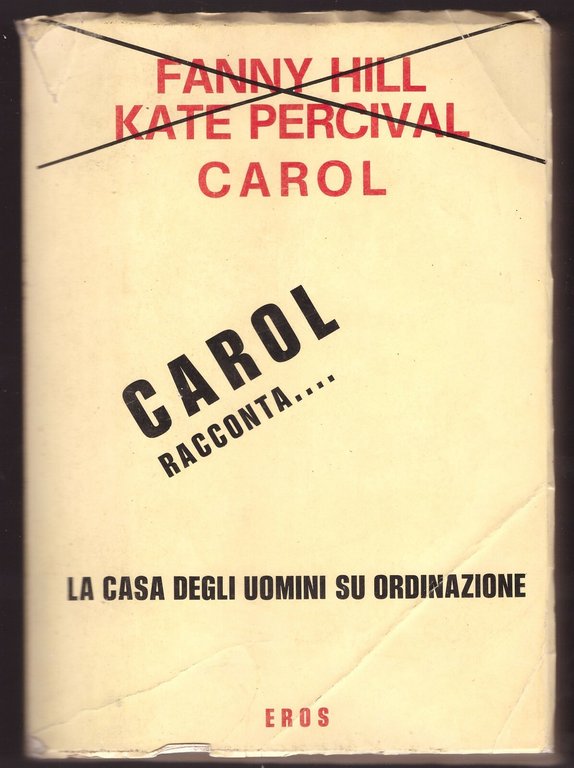 FANNY HILL
KATE PERCIVAL
CAROL
CAROL
RACCONTA....
LA CASA DEGLI UOMINI SU ORDINAZIONE
EROS